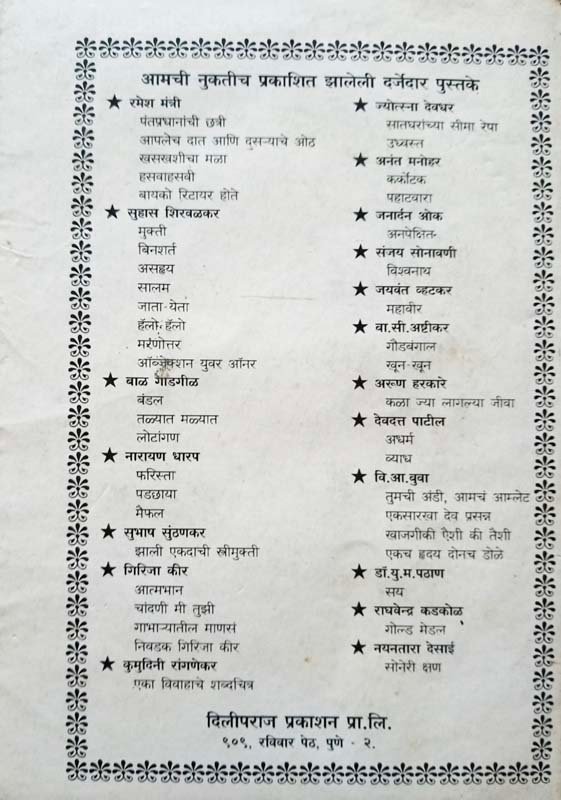 आमची नुकतीच प्रकाशित झालेली दर्जेदार पुस्तके
★ रमेश मंत्री
पंतप्रधानांची छत्री
आपलेच दात आणि दुसऱ्याचे ओठ
खसखशीचा मळा
हसवाहसवी
बायको रिटायर होते
★ सुहास शिरवळकर
मुक्ती
बिनशर्त
असह्य
सालम
जाता-येता
हॅलो-हॅलो
मरणोत्तर
ऑब्जेक्शन युवर ऑनर
★ बाळ गाडगीळ
बंडल
तळ्यात मळ्यात
लोटांगण
★ नारायण धारप
फरिस्ता
पडछाया
मैफल
★ सुभाष सुंठणकर
झाली एकदाची स्त्रीमुक्ती
★ गिरिजा कीर
आत्मभान
चांदणी मी तुझी
गाभाऱ्यातील माणसं
निवडक गिरिजा कीर
★ कुमुदिनी रांगणेकर
एका विवाहाचे शब्दचित्र
★ ज्योत्सना देवधर
सातघरांच्या सीमा रेषा
उध्वस्त
★ अनंत मनोहर
कर्कोटक
पहाटवारा
★ जनार्दन ओक
अनपेक्षित
★ संजय सोनावणी
विश्वनाथ
★ जयवंत व्हटकर
महावीर
★ वा.सी.अष्टीकर
गौडबंगाल
खून-खून
★ अरूण हरकारे
कळा ज्या लागल्या जीवा
★ देवदत्त पाटील
अधर्म
व्याध
★ वि.आ.बुवा
तुमची अंडी, आमचं आम्लेट
एकसारखा देव प्रसन्न
खाजगीकी ऐशी की तैशी
एकच हृदय दोनच डोळे
★ डॉ.यु.म.पठाण
सय
★ राघवेन्द्र कडकोळ
गोल्ड मेडल
★ नयनतारा देसाई
सोनेरी क्षण
दिलीपराज प्रकाशन प्रा.लि.
९०९, रविवार पेठ, पुणे - २.